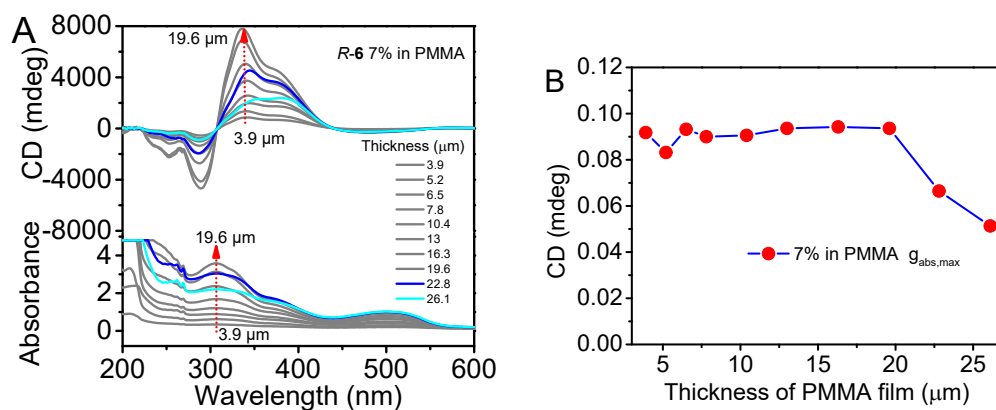 A
8000
4000
0
-4000
-8000
CD (mdeg)
19.6 μm
R-6 7% in PMMA
3.9 μm
Thickness (μm)
3.9
5.2
6.5
7.8
10.4
13
16.3
19.6
22.8
26.1
4
2
0
Absorbance
19.6 μm
3.9 μm
200 300 400 500 600
Wavelength (nm)
B
0.12
0.10
0.08
0.06
0.04
0.02
0.00
CD (mdeg)
7% in PMMA gabs,max
5 10 15 20 25
Thickness of PMMA film (μm)